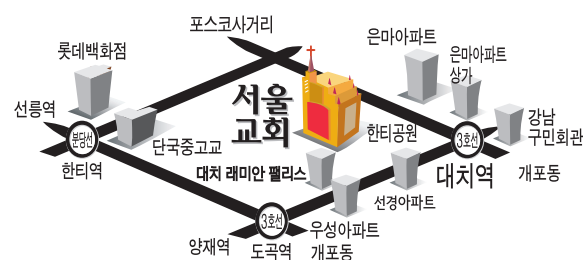 포스코사거리
롯데백화점
은마아파트
은마아파트
상가
선릉역
서울
교회
강남
구민회관
분당선
단국중고교
한티공원
3호선
한티역
대치 래미안 팰리스
대치역
개포동
선경아파트
3호선
우성아파트
양재역
도곡역
개포동